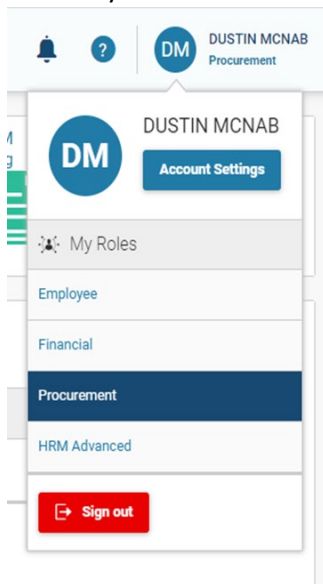 DM
DUSTIN MCNAB
Procurement
DM
DUSTIN MCNAB
Account Settings
My Roles
Employee
Financial
Procurement
HRM Advanced
Sign out